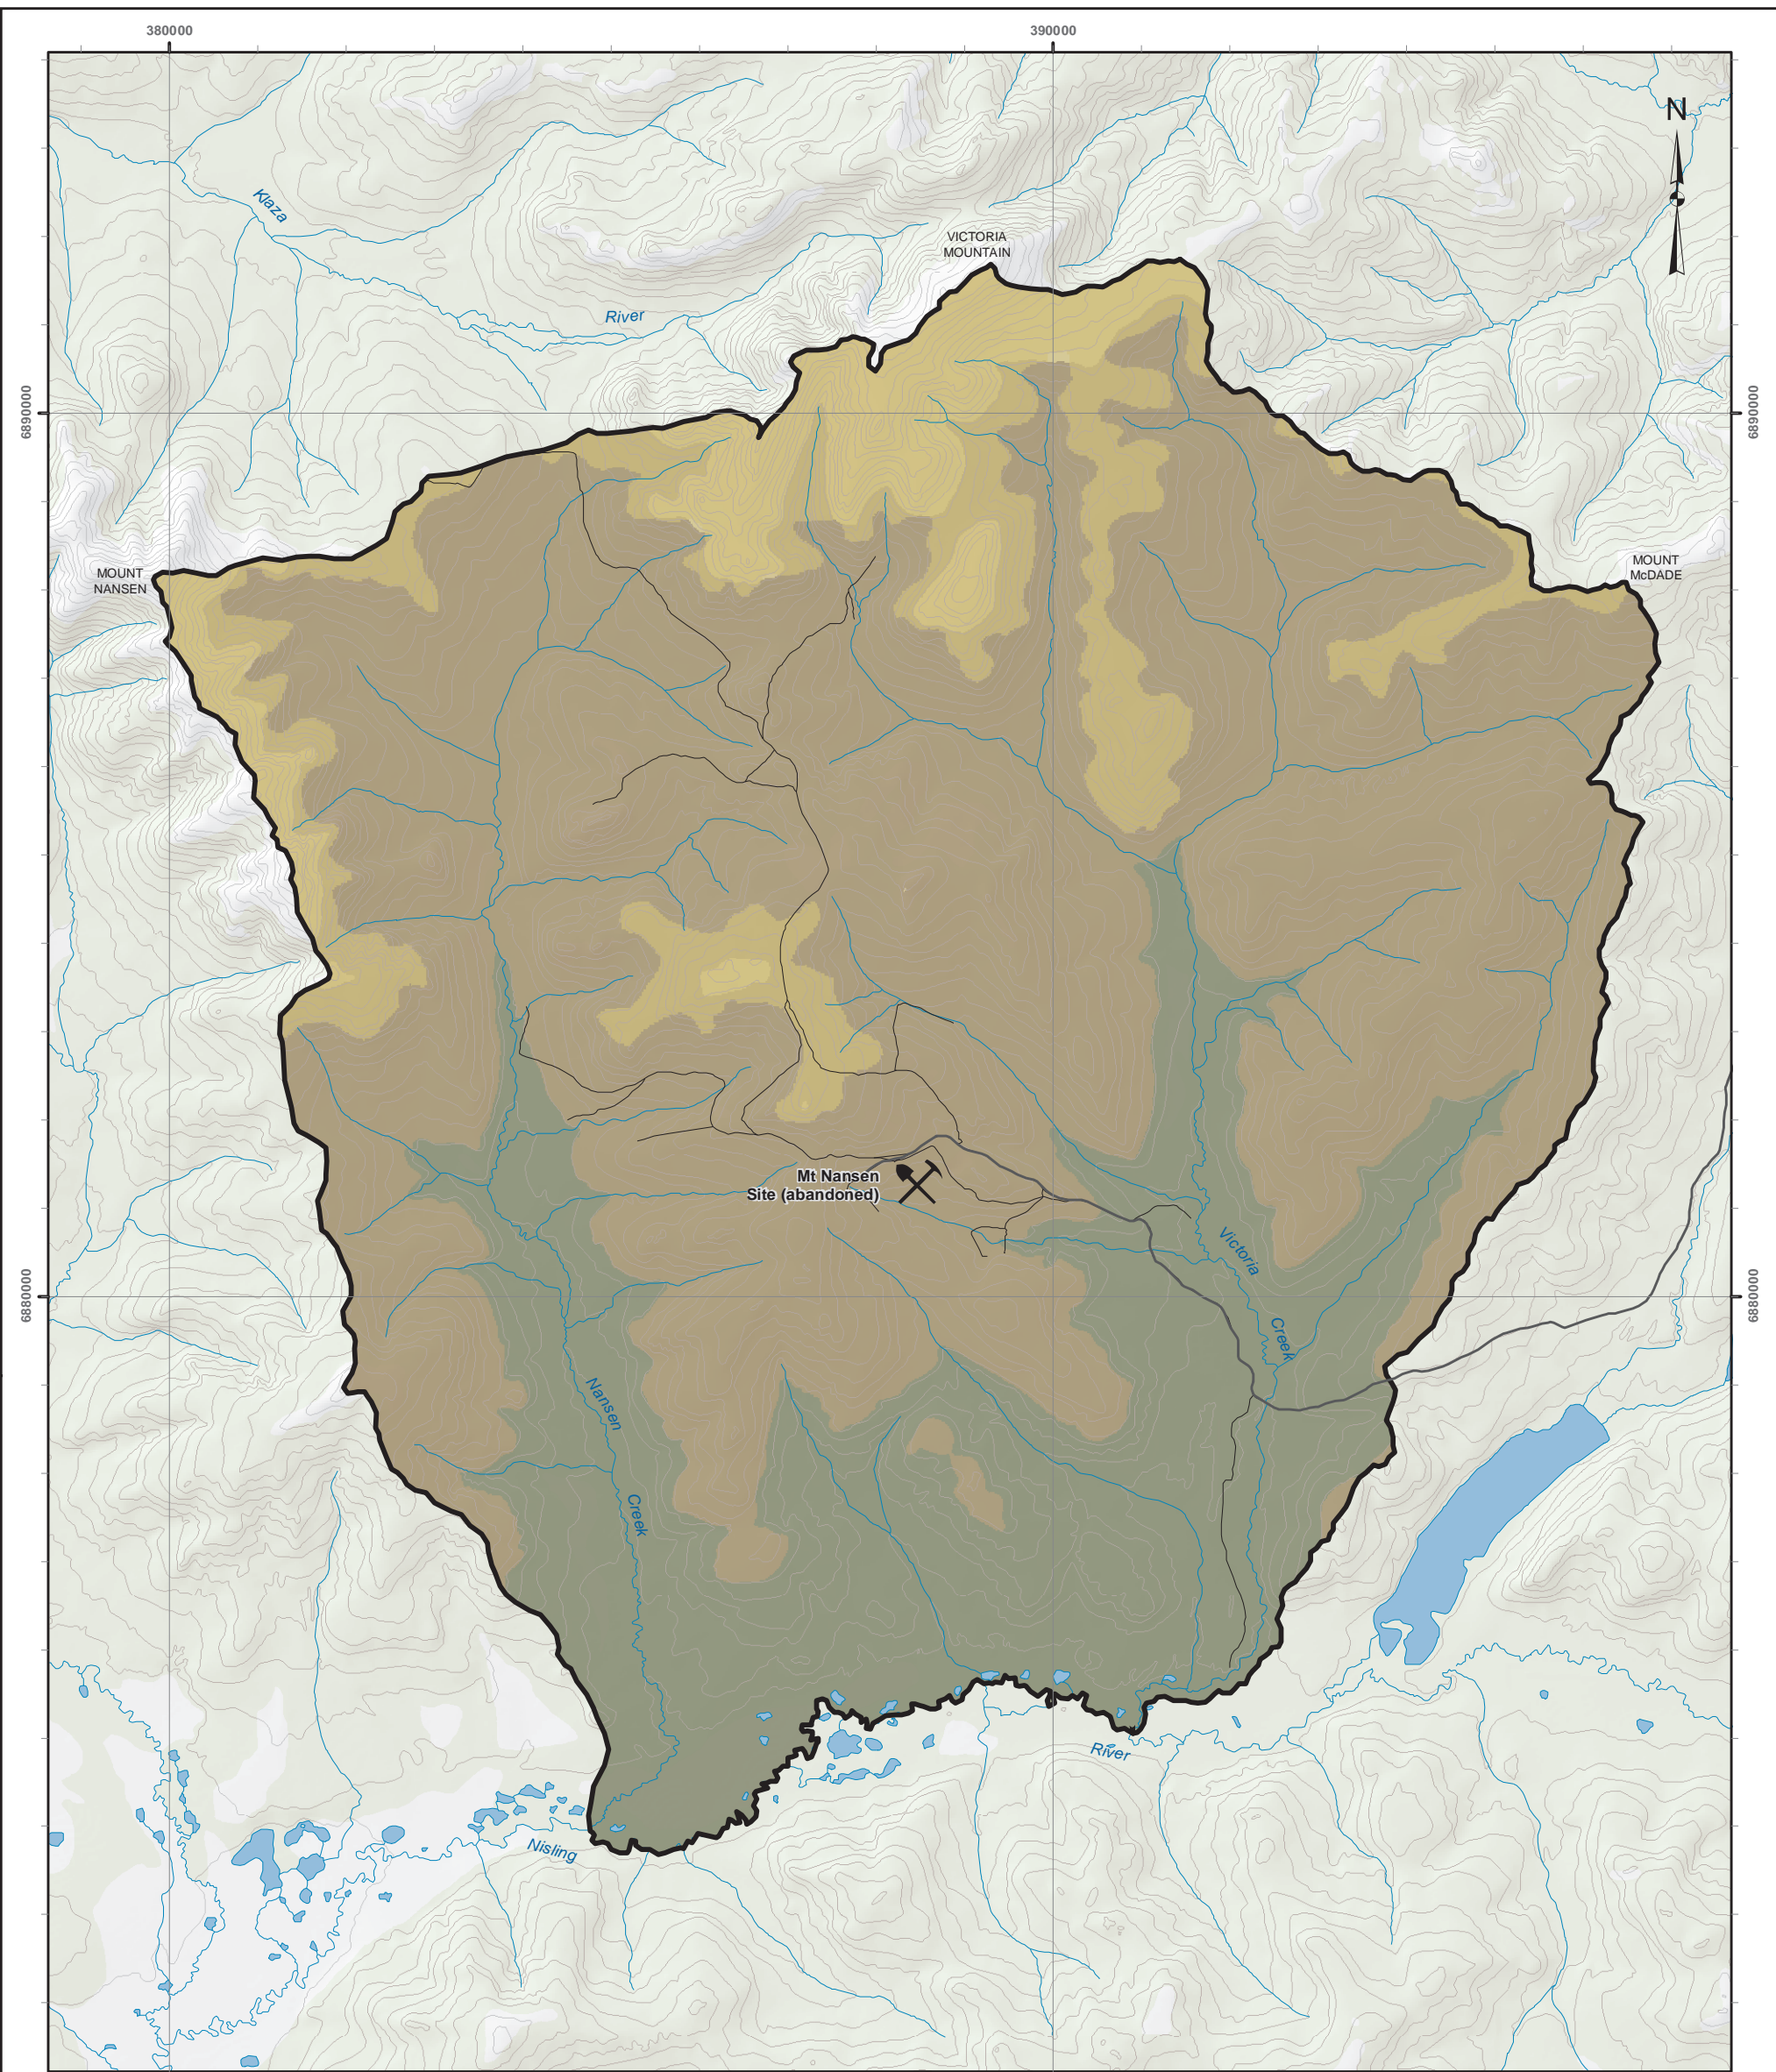 380000
390000
N
Klaza
VICTORIA
MOUNTAIN
River
6890000
6890000
MOUNT
NANSEN
MOUNT
McDADE
Mt Nansen
Site (abandoned)
Victoria
6880000
6880000
Creek
Nansen
Creek
River
Nisling